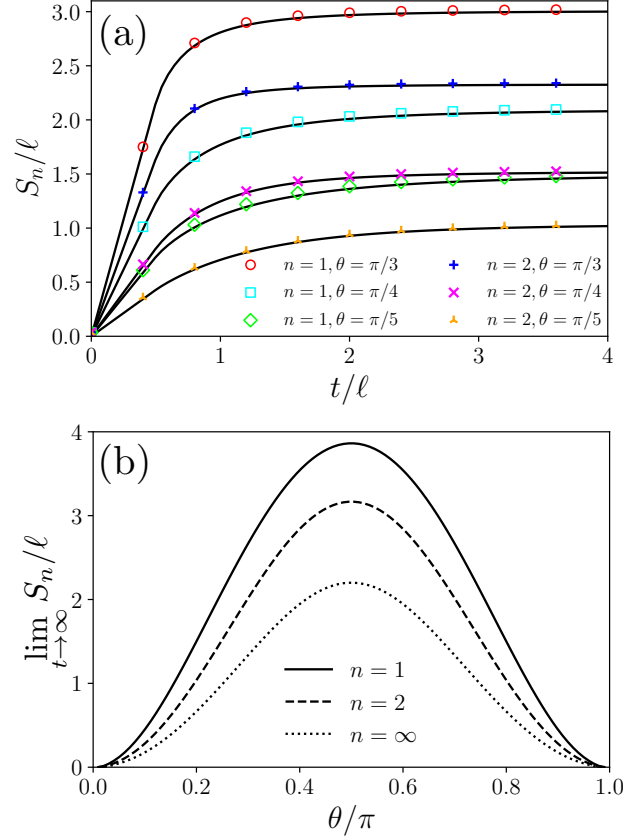 (a)
S_n/ℓ
3.0
2.5
2.0
1.5
1.0
0.5
0.0
n = 1, θ = π/3
n = 1, θ = π/4
n = 1, θ = π/5
n = 2, θ = π/3
n = 2, θ = π/4
n = 2, θ = π/5
0 1 2 3 4
t/ℓ
(b)
lim S_n/ℓ
t→∞
4
3
2
1
0
n = 1
n = 2
n = ∞
0.0 0.2 0.4 0.6 0.8 1.0
θ/π